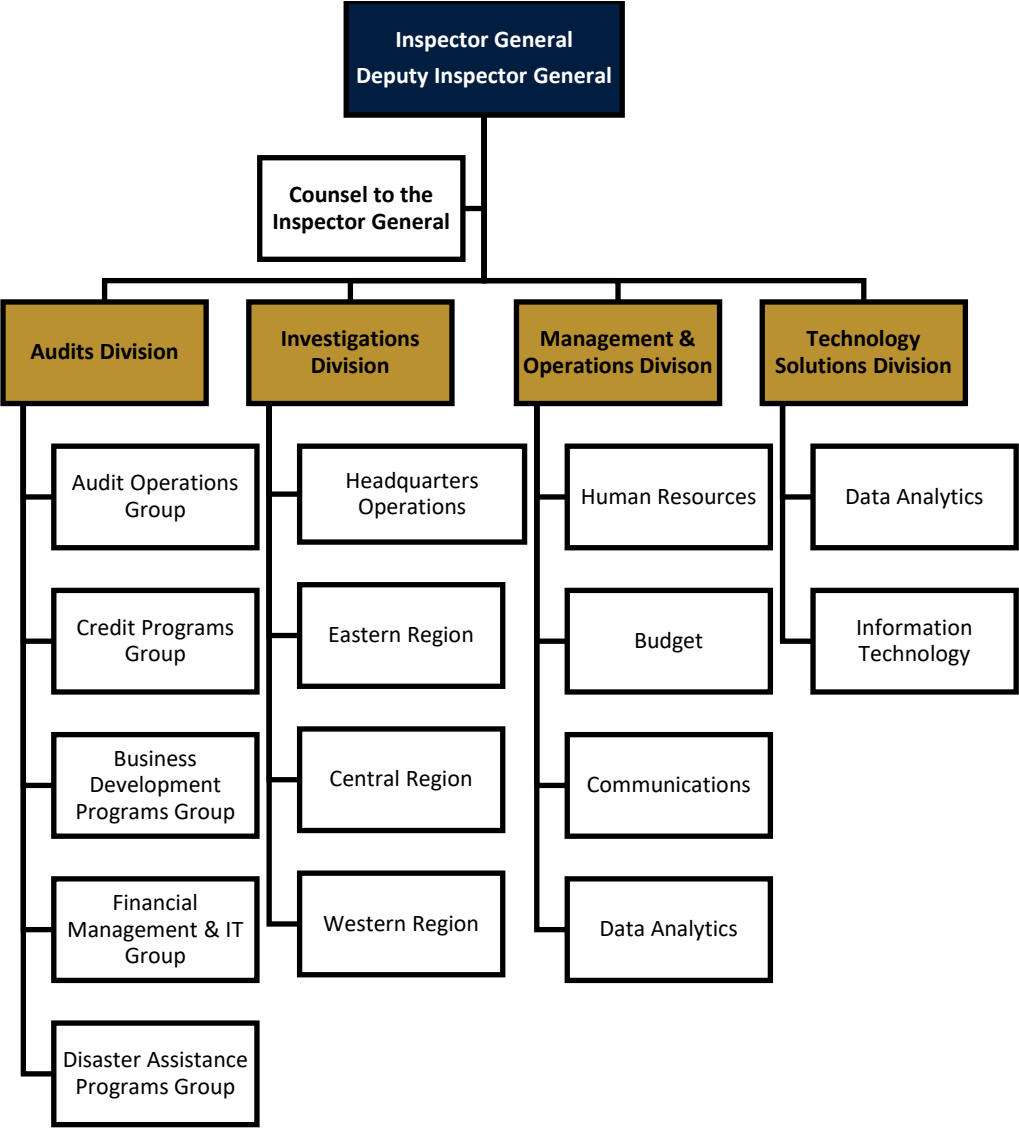 Inspector General
Deputy Inspector General
Counsel to the
Inspector General
Audits Division
Investigations
Division
Management &
Operations Divison
Technology
Solutions Division
Audit Operations
Group
Credit Programs
Group
Business
Development
Programs Group
Financial
Management & IT
Group
Disaster Assistance
Programs Group
Headquarters
Operations
Eastern Region
Central Region
Western Region
Human Resources
Budget
Communications
Data Analytics
Data Analytics
Information
Technology